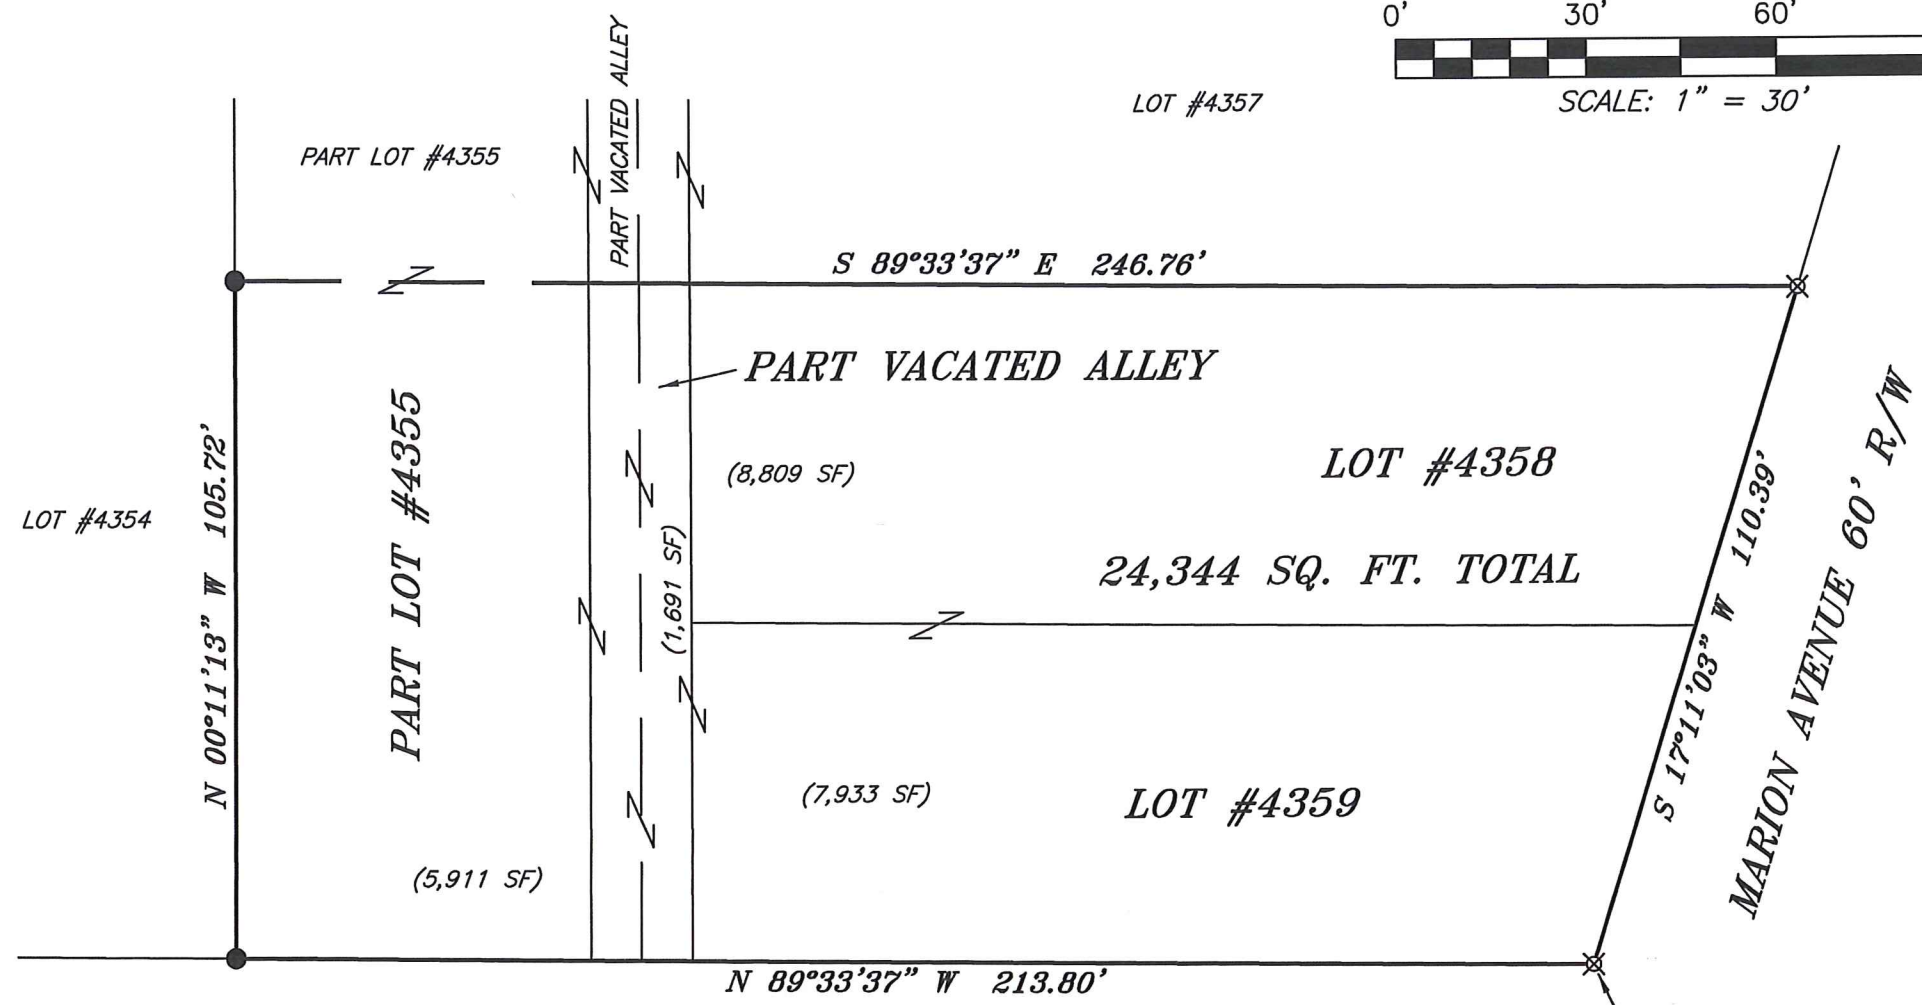 0' 30' 60'
SCALE: 1" = 30'
LOT #4357
PART LOT #4355
PART VACATED ALLEY
S 89°33'37" E 246.76'
PART VACATED ALLEY
LOT #4354
N 00°11'13" W 105.72'
PART LOT #4355
(8,809 SF)
LOT #4358
(1,691 SF)
24,344 SQ. FT. TOTAL
S 17°11'03" W 110.39'
MARION AVENUE 60' R/W
(7,933 SF)
LOT #4359
(5,911 SF)
N 89°33'37" W 213.80'